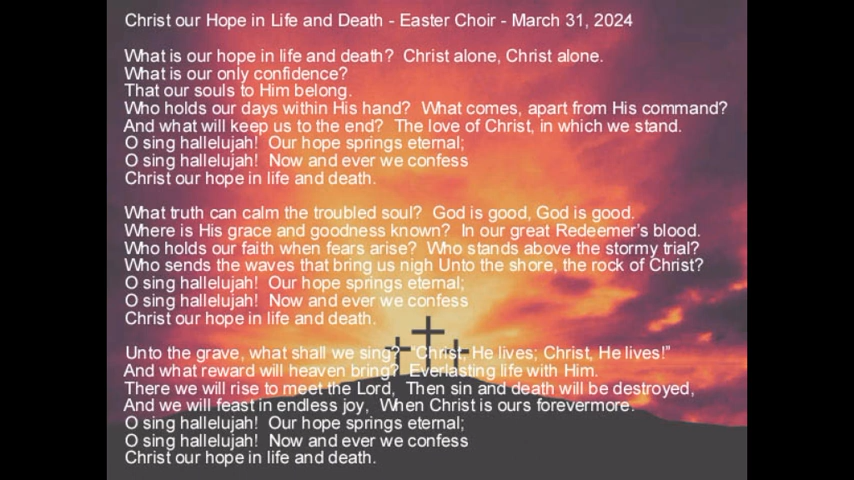 Christ our Hope in Life and Death - Easter Choir - March 31, 2024
What is our hope in life and death?  Christ alone, Christ alone.
What is our only confidence?
That our souls to Him belong.
Who holds our days within His hand?  What comes, apart from His command?
And what will keep us to the end?  The love of Christ, in which we stand.
O sing hallelujah!  Our hope springs eternal;
O sing hallelujah!  Now and ever we confess
Christ our hope in life and death.
What truth can calm the troubled soul?  God is good, God is good.
Where is His grace and goodness known?  In our great Redeemer's blood.
Who holds our faith when fears arise?  Who stands above the stormy trial?
Who sends the waves that bring us nigh Unto the shore, the rock of Christ?
O sing hallelujah!  Our hope springs eternal;
O sing hallelujah!  Now and ever we confess
Christ our hope in life and death.
Unto the grave, what shall we sing?  "Christ, He lives; Christ, He lives!"
And what reward will heaven bring?  Everlasting life with Him.
There we will rise to meet the Lord,  Then sin and death will be destroyed,
And we will feast in endless joy,  When Christ is ours forevermore.
O sing hallelujah!  Our hope springs eternal;
O sing hallelujah!  Now and ever we confess
Christ our hope in life and death.